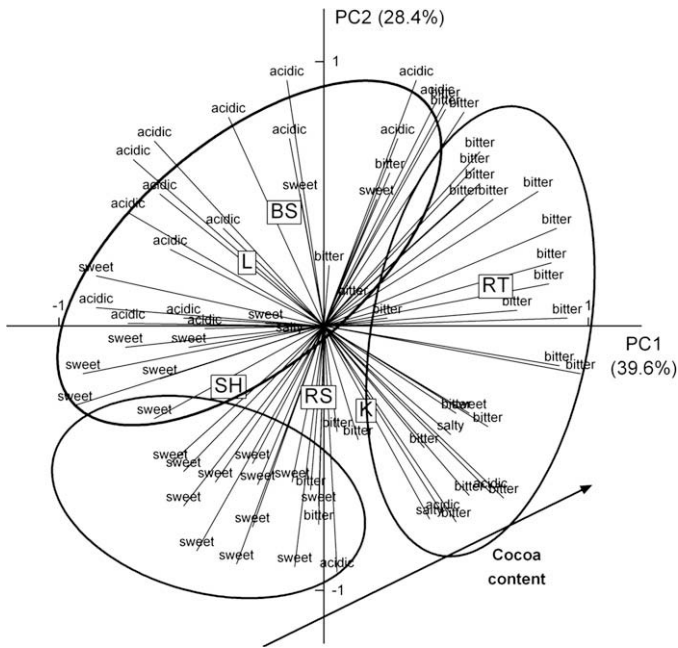 PC2 (28.4%)
1
acidic
acidic
acidic
bitter
bitter
acidic
bitter
acidic
acidic
acidic
acidic
bitter
bitter
bitter
acidic
sweet
sweet
bitter
bitter
bitter
acidic
BS
acidic
bitter
acidic
L
bitter
bitter
sweet
bitter
RT
bitter
acidic
sweet
bitter
bitter
acidic
acidic
bitter
acidic
salty
-1
1
PC1
(39.6%)
sweet
sweet
sweet
bitter
bitter
SH
RS
K
sweet
sweet
bitter
sweet
salty
bitter
bitter
bitter
bitter
sweet
sweet
sweet
sweet
sweet
sweet
bitter
bitter
acidic
bitter
sweet
sweet
acidic
salty
bitter
bitter
sweet
sweet
sweet
sweet
acidic
Cocoa
content
-1